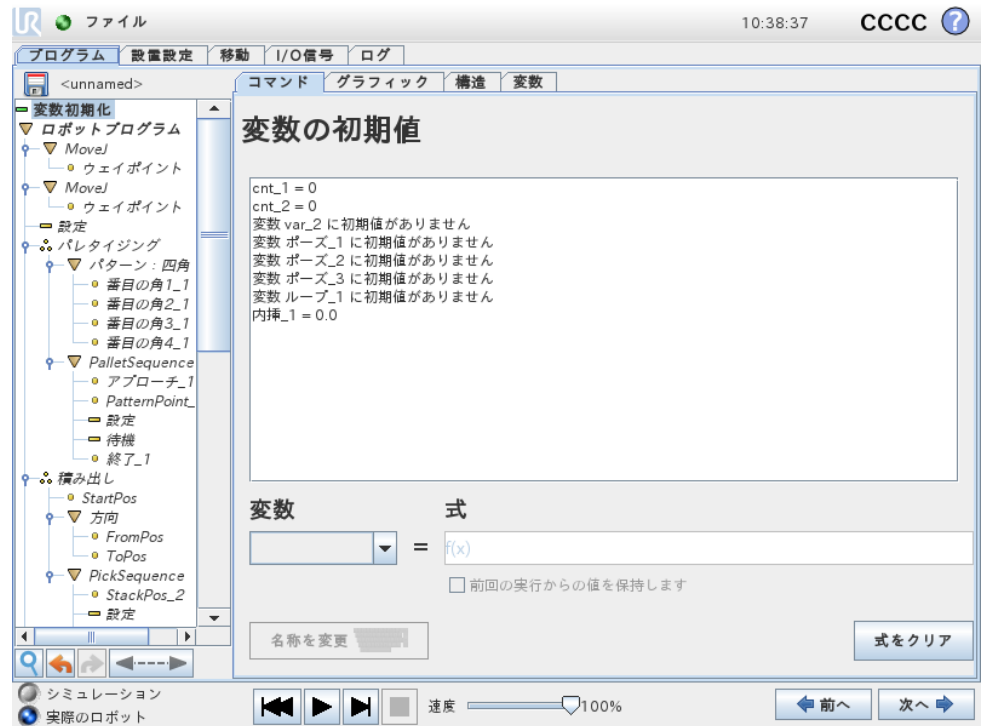 UR ファイル 10:38:37 CCCC ?
プログラム 設置設定 移動 I/O信号 ログ
<unnamed>
コマンド グラフィック 構造 変数
変数初期化
ロボットプログラム
MoveJ
ウェイポイント
MoveJ
ウェイポイント
設定
パレタイジング
パターン：四角
番目の角1_1
番目の角2_1
番目の角3_1
番目の角4_1
PalletSequence
アプローチ_1
PatternPoint_
設定
待機
終了_1
積み出し
StartPos
方向
FromPos
ToPos
PickSequence
StackPos_2
設定
変数の初期値
cnt_1 = 0
cnt_2 = 0
変数 var_2 に初期値がありません
変数 ポーズ_1 に初期値がありません
変数 ポーズ_2 に初期値がありません
変数 ポーズ_3 に初期値がありません
変数 ループ_1 に初期値がありません
内挿_1 = 0.0
変数 式
= f(x)
前回の実行からの値を保持します
名称を変更
式をクリア
シミュレーション
実際のロボット
速度 100%
前へ 次へ